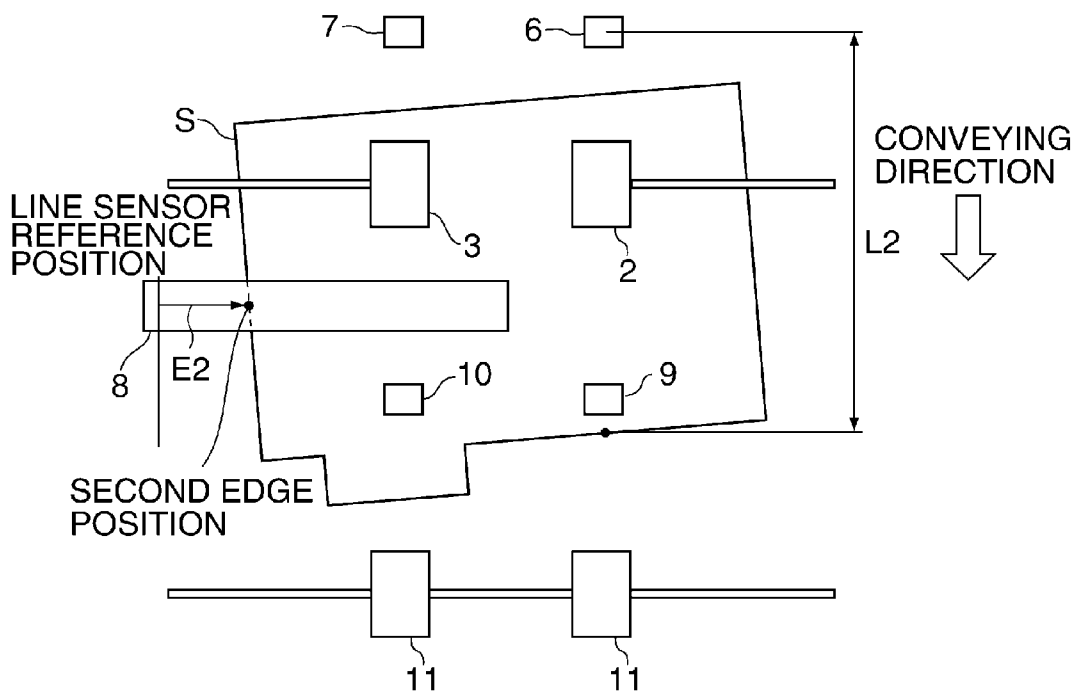 7
6
S
CONVEYING
DIRECTION
LINE SENSOR
REFERENCE
POSITION
3
2
L2
8
E2
10
9
SECOND EDGE
POSITION
11
11